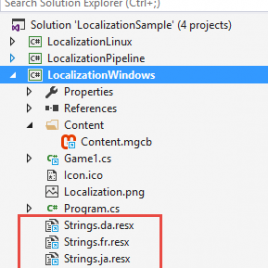 Search Solution Explorer (Ctrl+;)
Solution 'LocalizationSample' (4 projects)
C# LocalizationLinux
C# LocalizationPipeline
C# LocalizationWindows
Properties
References
Content
Content.mgcb
C# Game1.cs
Icon.ico
Localization.png
C# Program.cs
Strings.da.resx
Strings.fr.resx
Strings.ja.resx